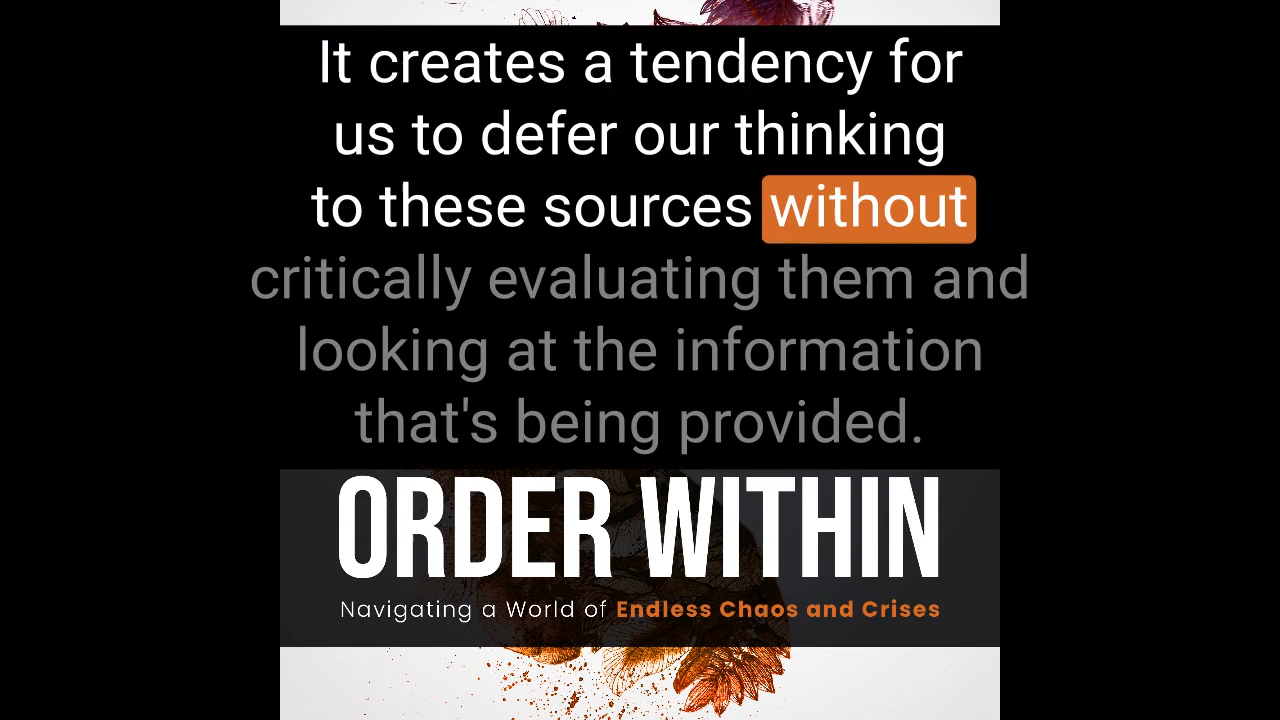 It creates a tendency for
us to defer our thinking
to these sources without
critically evaluating them and
looking at the information
that's being provided.
ORDER WITHIN
Navigating a World of Endless Chaos and Crises